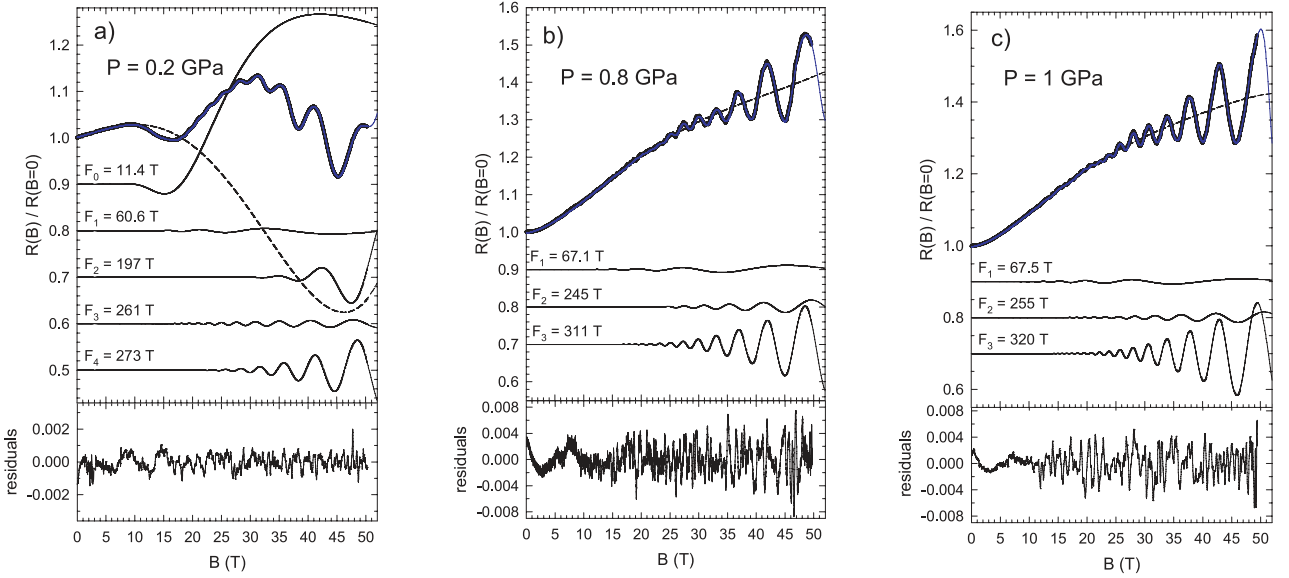 a)
P = 0.2 GPa
R(B) / R(B=0)
1.2
1.1
1.0
0.9
0.8
0.7
0.6
0.5
F₀ = 11.4 T
F₁ = 60.6 T
F₂ = 197 T
F₃ = 261 T
F₄ = 273 T
residuals
0.002
0.000
-0.002
0 5 10 15 20 25 30 35 40 45 50
B (T)
b)
P = 0.8 GPa
R(B) / R(B=0)
1.6
1.5
1.4
1.3
1.2
1.1
1.0
0.9
0.8
0.7
0.6
F₁ = 67.1 T
F₂ = 245 T
F₃ = 311 T
residuals
0.008
0.004
0.000
-0.004
-0.008
0 5 10 15 20 25 30 35 40 45 50
B (T)
c)
P = 1 GPa
R(B) / R(B=0)
1.6
1.4
1.2
1.0
0.8
0.6
F₁ = 67.5 T
F₂ = 255 T
F₃ = 320 T
residuals
0.008
0.004
0.000
-0.004
-0.008
0 5 10 15 20 25 30 35 40 45 50
B (T)